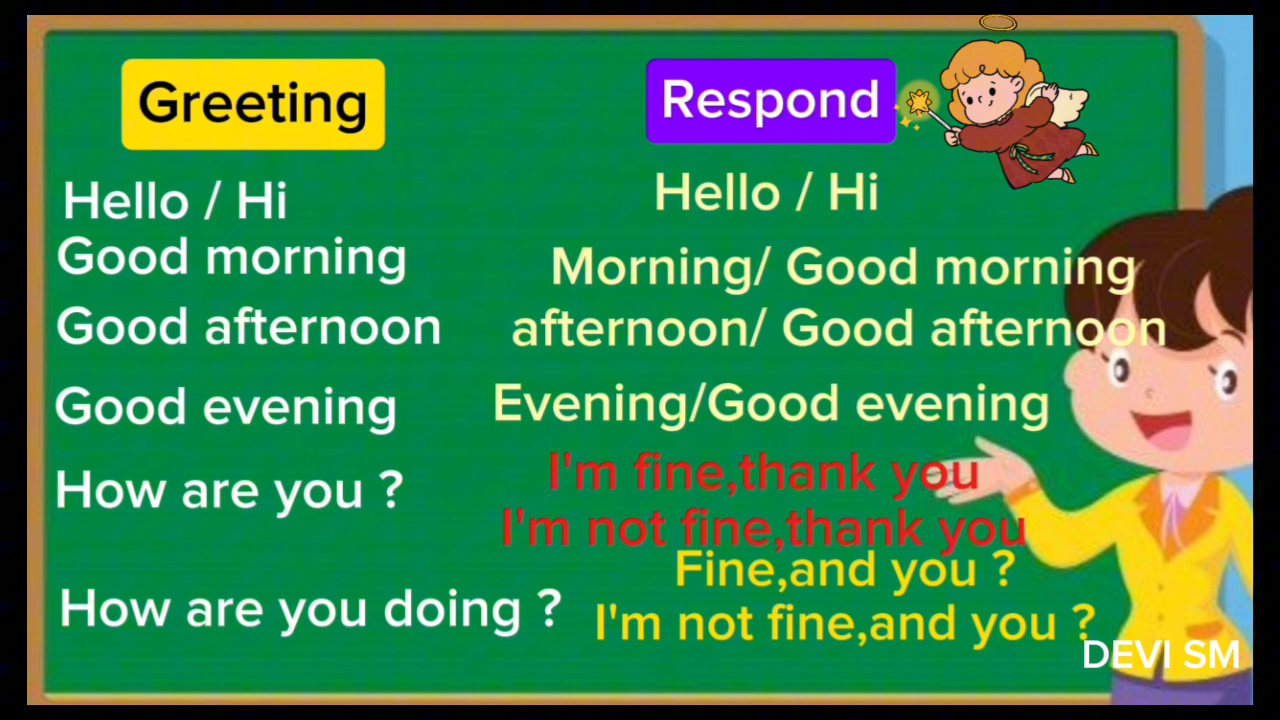 Greeting
Respond
Hello / Hi
Hello / Hi
Good morning
Morning/ Good morning
Good afternoon
afternoon/ Good afternoon
Good evening
Evening/Good evening
How are you ?
I'm fine,thank you
I'm not fine,thank you
How are you doing ?
Fine,and you ?
I'm not fine,and you ?
DEVI SM